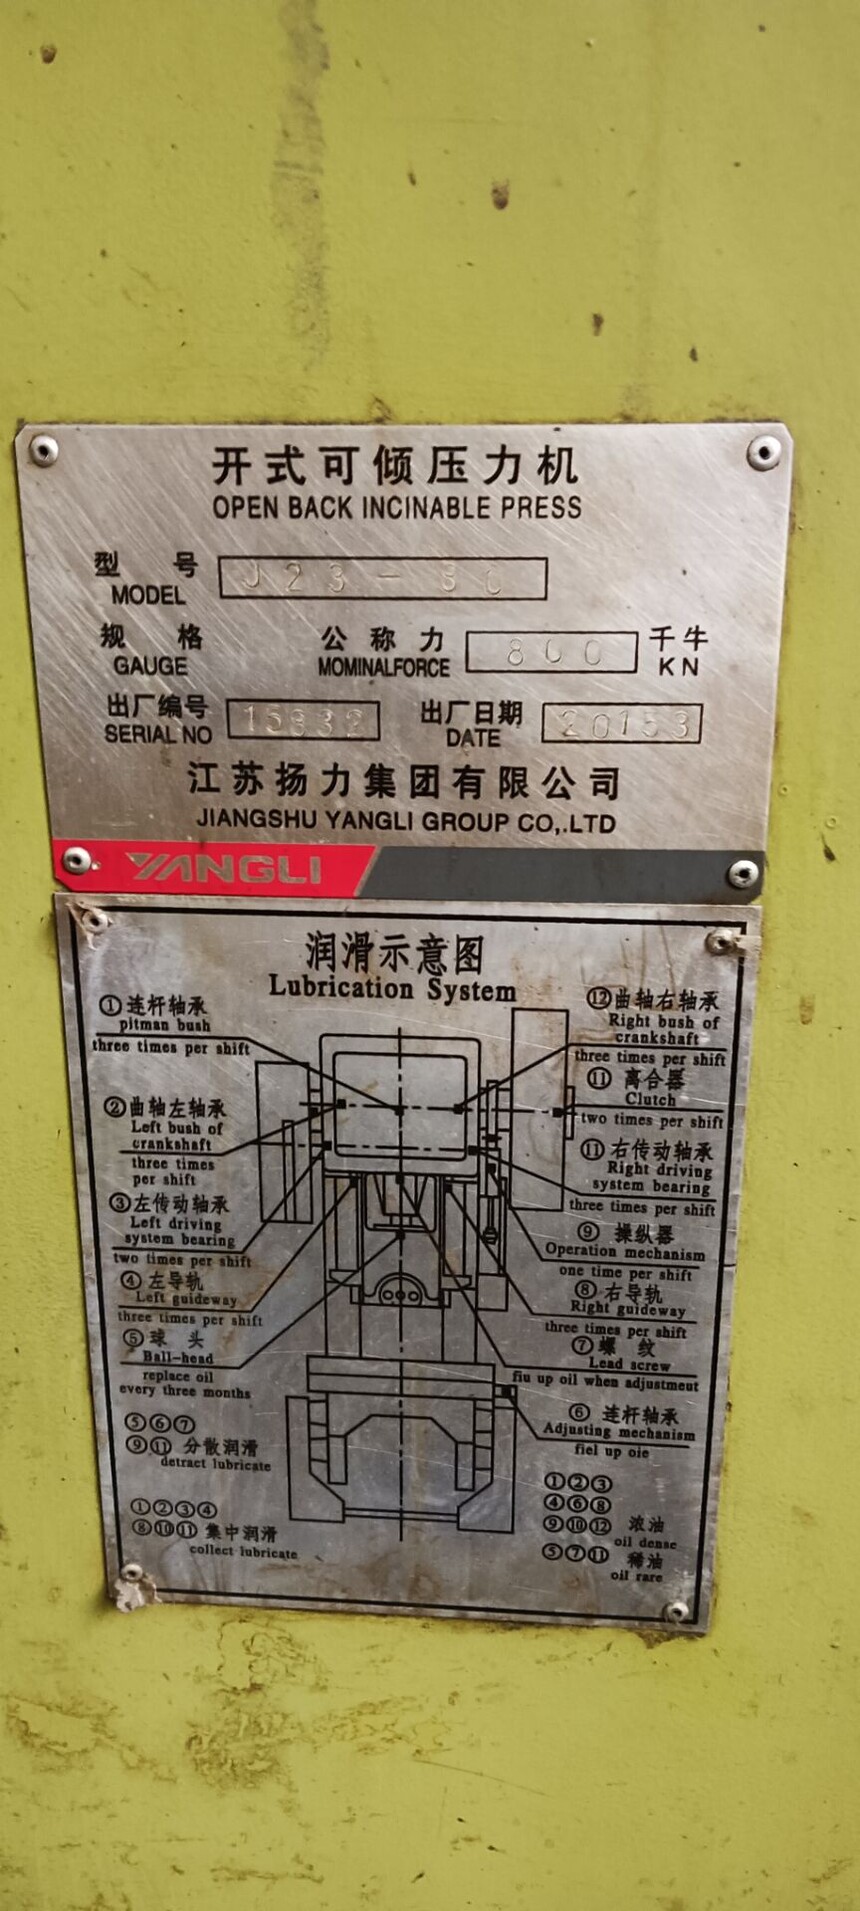 开式可倾压力机
OPEN BACK INCINABLE PRESS
型 号 J23-80
MODEL
规 格 公 称 力 800 千牛
GAUGE MOMINALFORCE KN
出厂编号 出厂日期 20153
SERIAL NO DATE
江苏扬力集团有限公司
JIANGSHU YANGLI GROUP CO,.LTD
YANGLI
润滑示意图
Lubrication System
①连杆轴承
pitman bush
three times per shift
②曲轴左轴承
Left bush of
crankshaft
three times
per shift
③左传动轴承
Left driving
system bearing
two times per shift
④左导轨
Left guideway
three times per shift
⑤球 头
Ball-head
replace oil
every three months
⑤⑥⑦
⑨⑪分散润滑
detract lubricate
①②③④
⑧⑩⑪集中润滑
collect lubricate
⑫曲轴右轴承
Right bush of
crankshaft
three times per shift
⑪ 离合器
Clutch
two times per shift
⑪右传动轴承
Right driving
system bearing
three times per shift
⑨ 操纵器
Operation mechanism
one time per shift
⑧右导轨
Right guideway
three times per shift
⑦螺 纹
Lead screw
fiu up oil when adjustmeut
⑥ 连杆轴承
Adjusting mechanism
fiel up oie
①②③
④⑥⑧
⑨⑩⑫ 浓油
oil dense
⑤⑦⑪ 稀油
oil rare